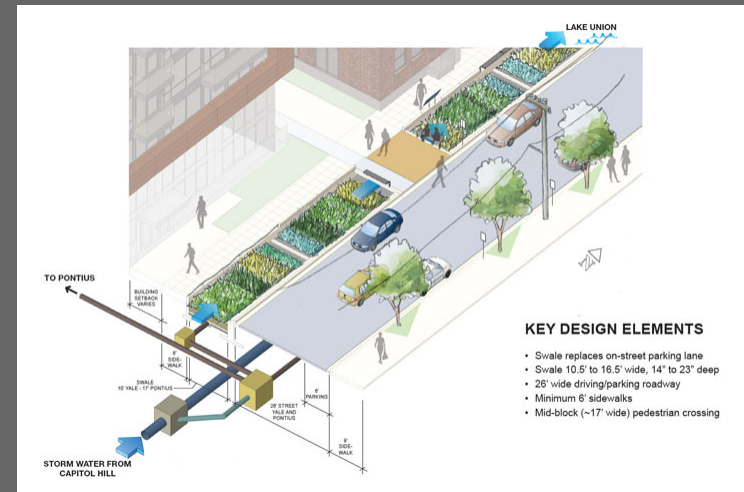 LAKE UNION
TO PONTIUS
BUILDING
SETBACK
VARIES
6'
SIDE-
WALK
SWALE
10' YALE - 17' PONTIUS
6'
PARKING
26' STREET
YALE AND
PONTIUS
SIDE-
WALK
STORM WATER FROM
CAPITOL HILL
KEY DESIGN ELEMENTS
• Swale replaces on-street parking lane
• Swale 10.5' to 16.5' wide, 14" to 23" deep
• 26' wide driving/parking roadway
• Minimum 6' sidewalks
• Mid-block (~17' wide) pedestrian crossing